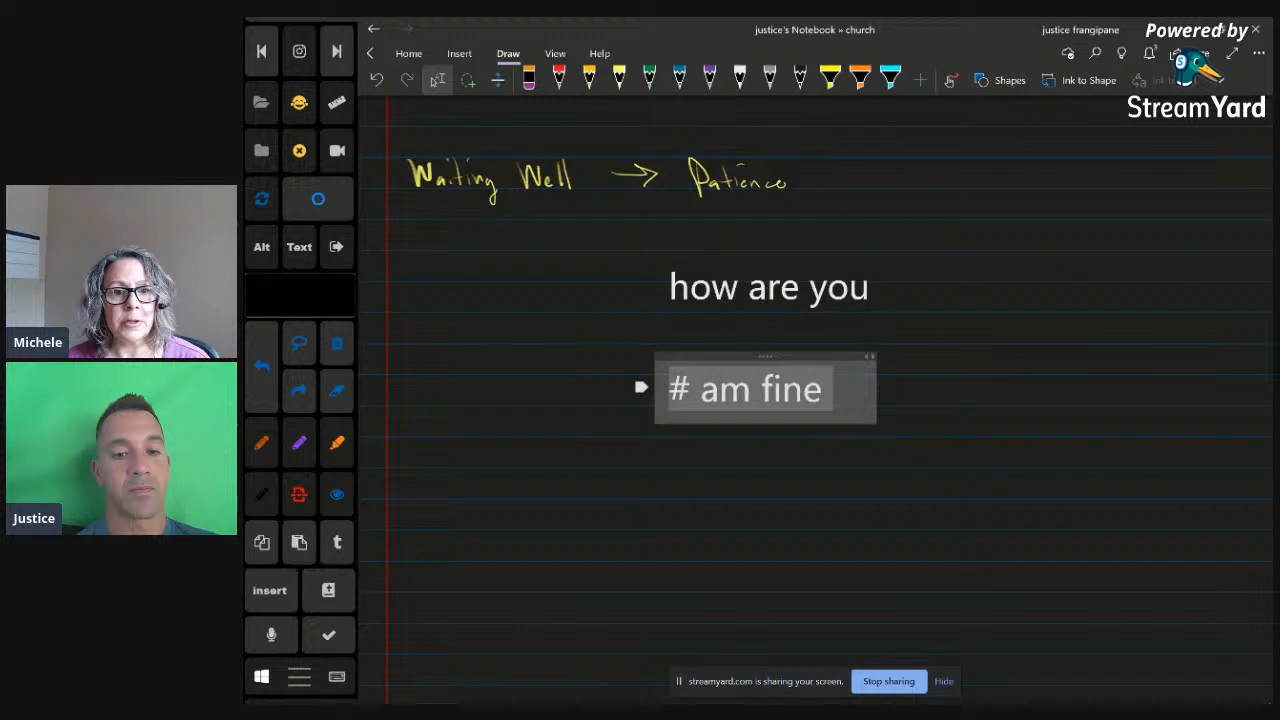 justice's Notebook » church
justice frangipane
Powered by
Home Insert Draw View Help
Shapes Ink to Shape
StreamYard
Waiting Well → Patience
how are you
# am fine
Michele
Justice
Alt Text
insert
t
streamyard.com is sharing your screen. Stop sharing Hide